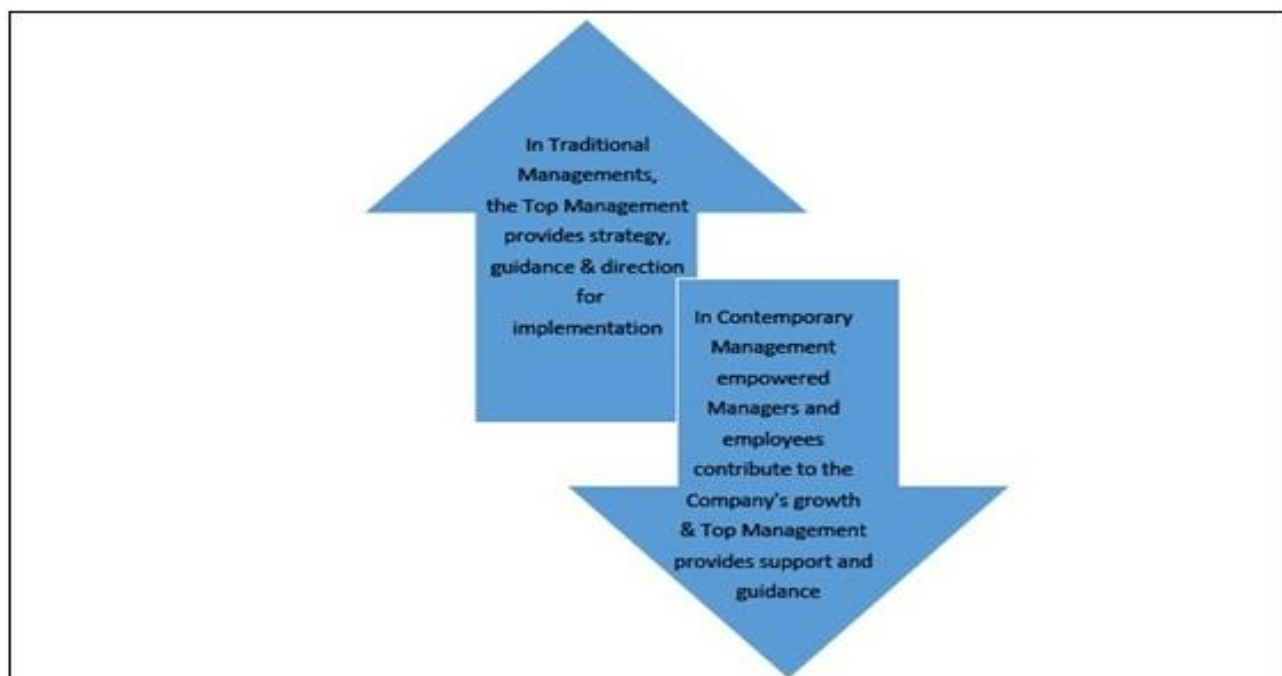 In Traditional
Managements,
the Top Management
provides strategy,
guidance & direction
for
implementation
In Contemporary
Management
empowered
Managers and
employees
contribute to the
Company's growth
& Top Management
provides support and
guidance